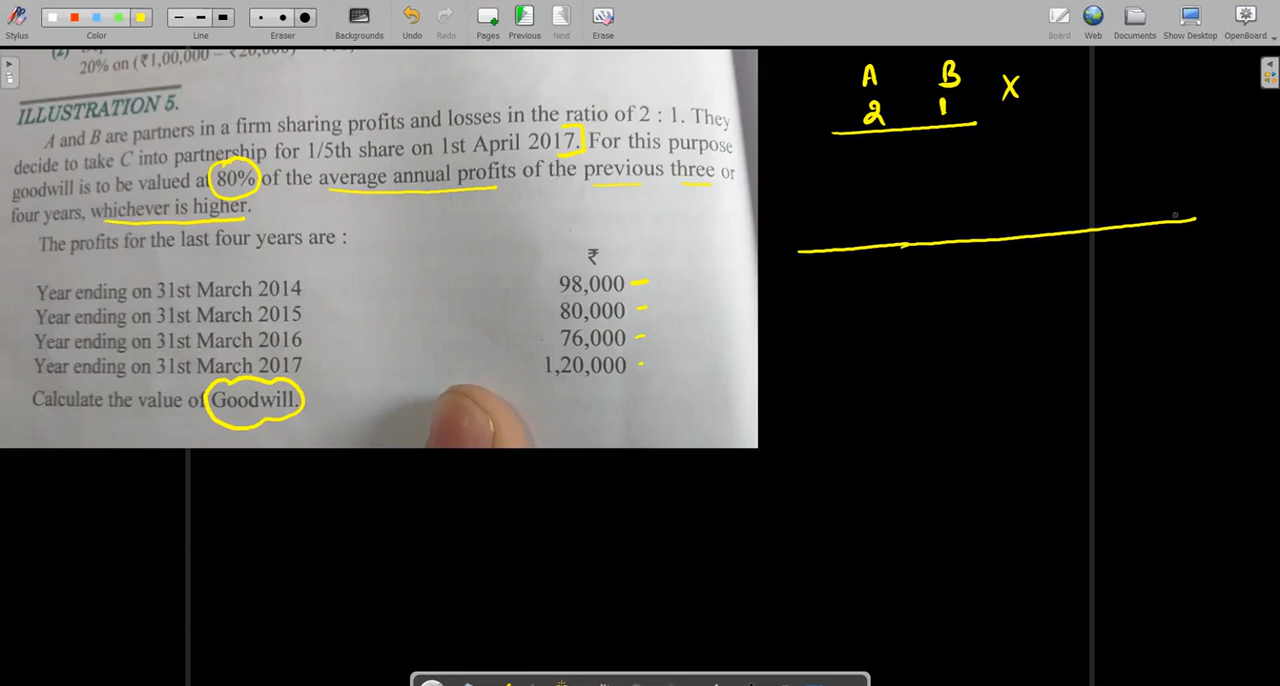 Stylus
Color
Line
Eraser
Backgrounds
Undo
Redo
Pages
Previous
Next
Erase
Board
Web
Documents
Show Desktop
OpenBoard
20% on (₹1,00,000 –
ILLUSTRATION 5.
A and B are partners in a firm sharing profits and losses in the ratio of 2 : 1. They
decide to take C into partnership for 1/5th share on 1st April 2017. For this purpose
goodwill is to be valued at 80% of the average annual profits of the previous three or
four years, whichever is higher.
The profits for the last four years are :
₹
Year ending on 31st March 2014 98,000
Year ending on 31st March 2015 80,000
Year ending on 31st March 2016 76,000
Year ending on 31st March 2017 1,20,000
Calculate the value of Goodwill.
A B X
2 1